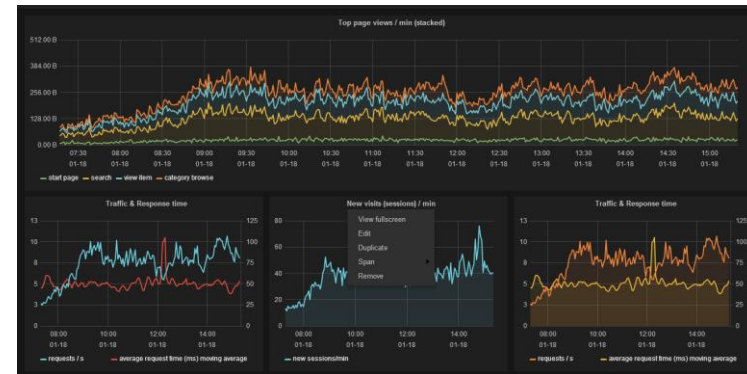 Top page views / min (stacked)
512.00 B
384.00 B
256.00 B
128.00 B
0.00 B
07:30 08:00 08:30 09:00 09:30 10:00 10:30 11:00 11:30 12:00 12:30 13:00 13:30 14:00 14:30 15:00
01-18 01-18 01-18 01-18 01-18 01-18 01-18 01-18 01-18 01-18 01-18 01-18 01-18 01-18 01-18 01-18
start page search view item category browse
Traffic & Response time
13
10
8
5
3
0
125
100
75
50
25
0
08:00 10:00 12:00 14:00
01-18 01-18 01-18 01-18
requests / s average request time (ms) moving average
New visits (sessions) / min
View fullscreen
Edit
Duplicate
Span
Remove
80
60
40
20
0
08:00 10:00 12:00 14:00
01-18 01-18 01-18 01-18
new sessions/min
Traffic & Response time
13
10
8
5
3
0
125
100
75
50
25
0
08:00 10:00 12:00 14:00
01-18 01-18 01-18 01-18
requests / s average request time (ms) moving average